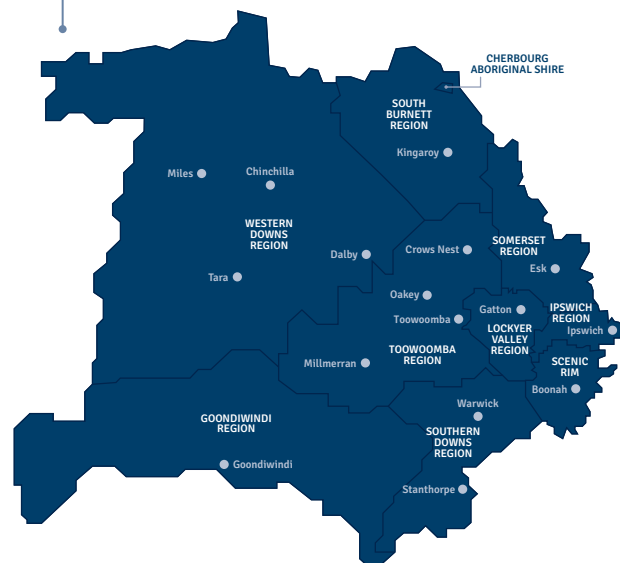 CHERBOURG
ABORIGINAL SHIRE
SOUTH
BURNETT
REGION
Kingaroy
Miles
Chinchilla
WESTERN
DOWNS
REGION
Dalby
Tara
Crows Nest
SOMERSET
REGION
Esk
Oakey
Toowoomba
Gatton
LOCKYER
VALLEY
REGION
IPSWICH
REGION
Ipswich
TOOWOOMBA
REGION
Millmerran
SCENIC
RIM
Boonah
GOONDIWINDI
REGION
Goondiwindi
Warwick
SOUTHERN
DOWNS
REGION
Stanthorpe